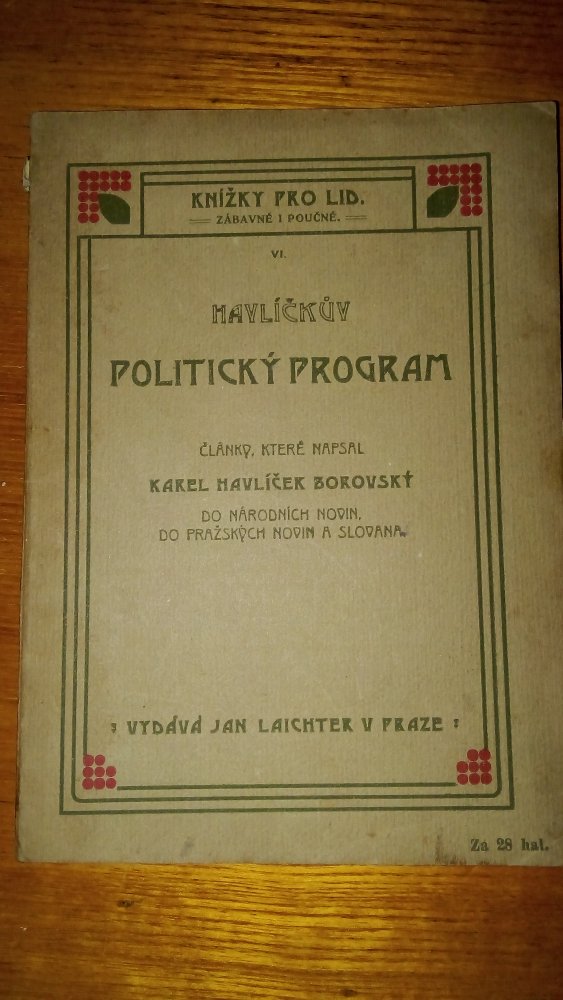 KNÍŽKY PRO LID.
ZÁBAVNÉ I POUČNÉ.
VI.
HAVLÍČKŮV
POLITICKÝ PROGRAM
ČLÁNKY, KTERÉ NAPSAL
KAREL HAVLÍČEK BOROVSKÝ
DO NÁRODNÍCH NOVIN,
DO PRAŽSKÝCH NOVIN A SLOVANA.
VYDÁVÁ JAN LAICHTER V PRAZE
Za 28 hal.